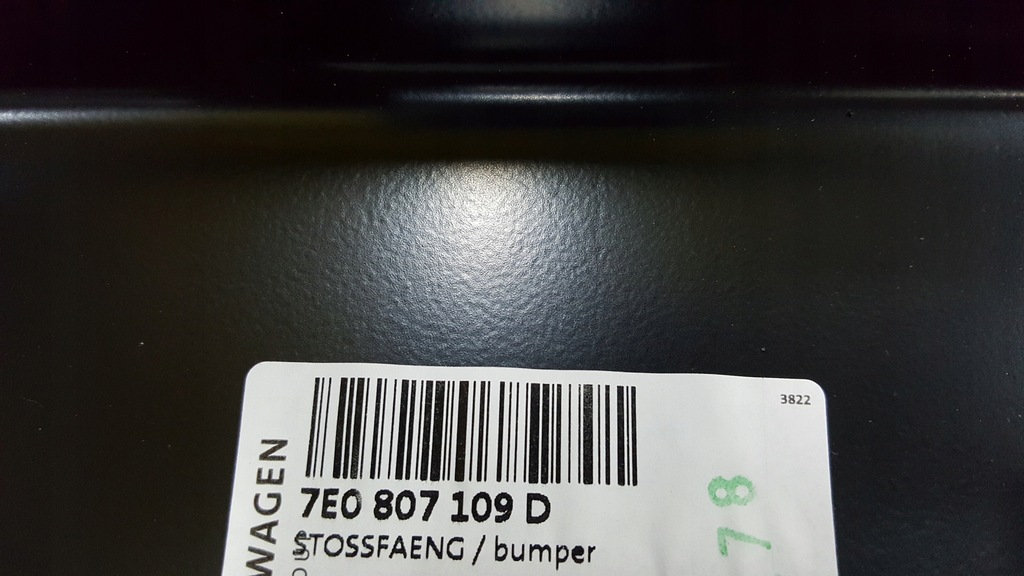 3822
WAGEN
7E0 807 109 D
STOSSFAENG / bumper
78